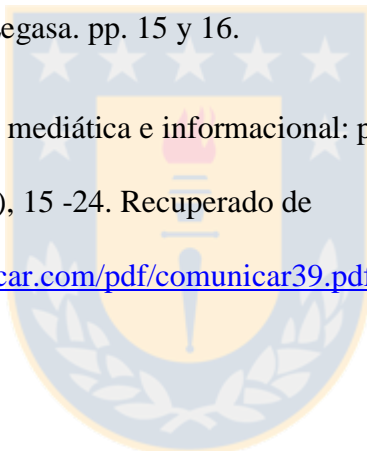 egasa. pp. 15 y 16.
mediática e informacional: p
), 15 -24. Recuperado de
car.com/pdf/comunicar39.pdf